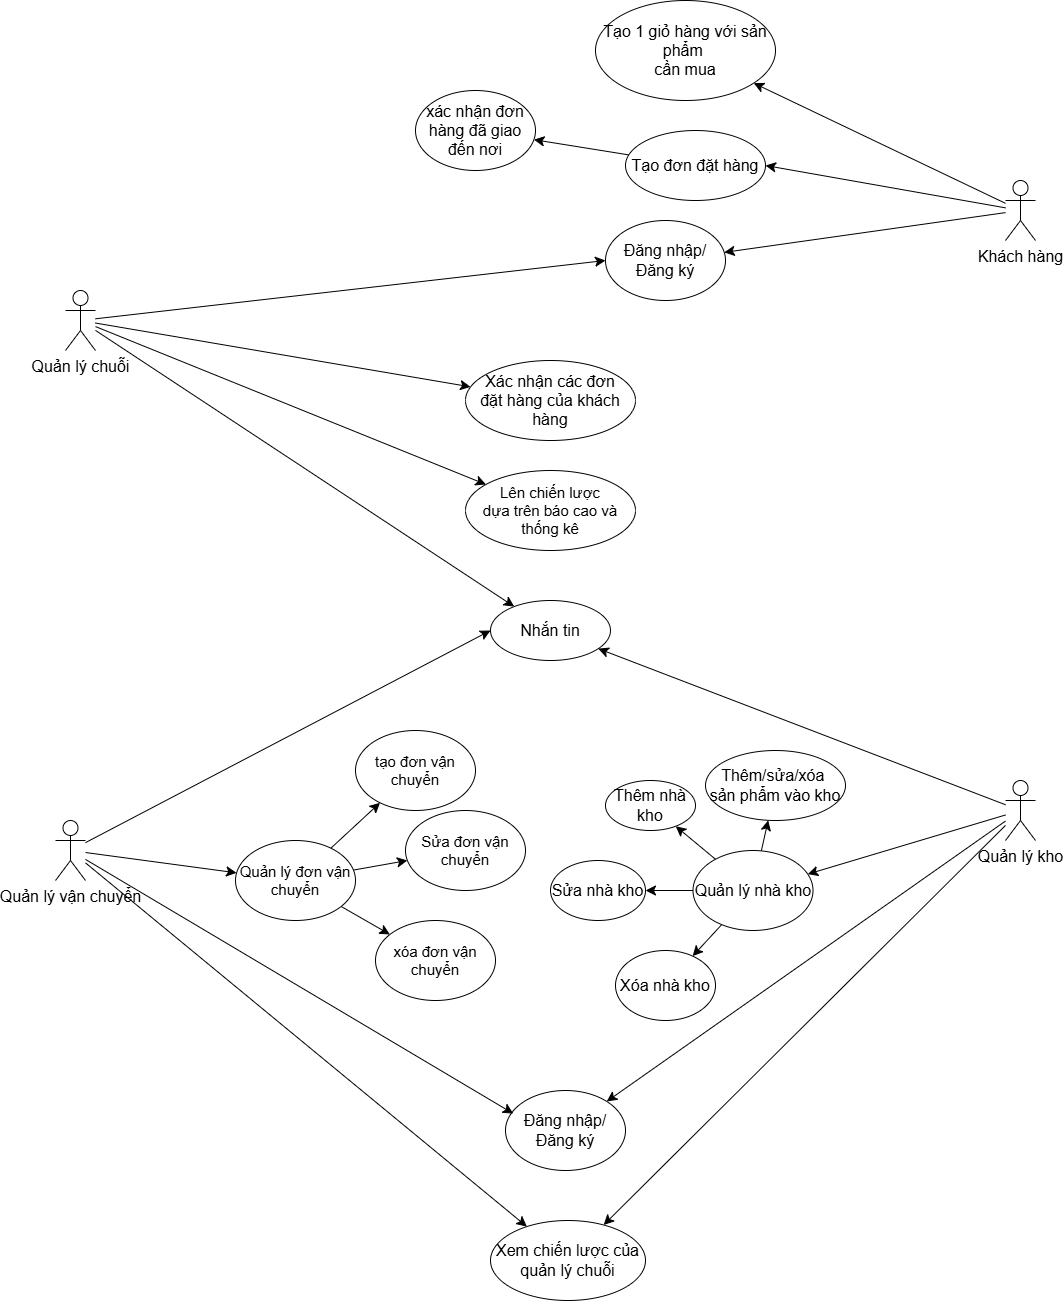 Tạo 1 giỏ hàng với sản
phẩm
cần mua
xác nhận đơn
hàng đã giao
đến nơi
Tạo đơn đặt hàng
Khách hàng
Đăng nhập/
Đăng ký
Quản lý chuỗi
Xác nhận các đơn
đặt hàng của khách
hàng
Lên chiến lược
dựa trên báo cao và
thống kê
Nhắn tin
tạo đơn vận
chuyển
Thêm/sửa/xóa
sản phẩm vào kho
Thêm nhà
kho
Sửa đơn vận
chuyển
Quản lý kho
Quản lý đơn vận
chuyển
Quản lý vận chuyển
Sửa nhà kho
Quản lý nhà kho
xóa đơn vận
chuyển
Xóa nhà kho
Đăng nhập/
Đăng ký
Xem chiến lược của
quản lý chuỗi